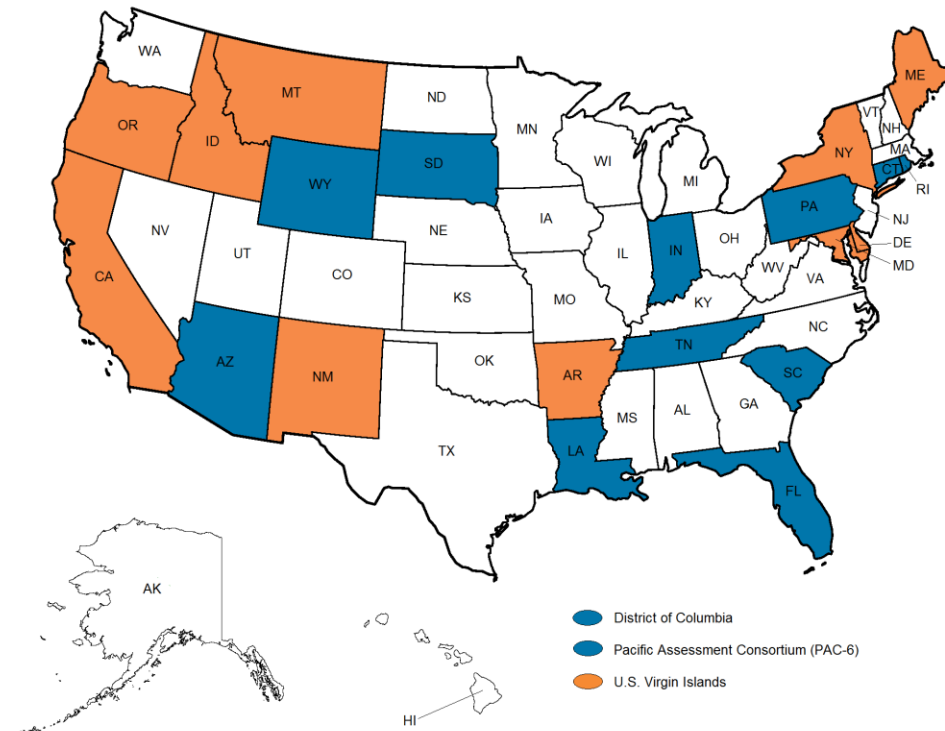 WA
MT
ND
MN
ME
VT
NH
OR
ID
SD
WI
NY
MA
WY
MI
CT
RI
IA
PA
NJ
NE
NV
UT
IL
IN
OH
DE
MD
CA
CO
WV
VA
KS
MO
KY
NC
AZ
NM
OK
AR
TN
SC
MS
AL
GA
TX
LA
FL
AK
HI
District of Columbia
Pacific Assessment Consortium (PAC-6)
U.S. Virgin Islands